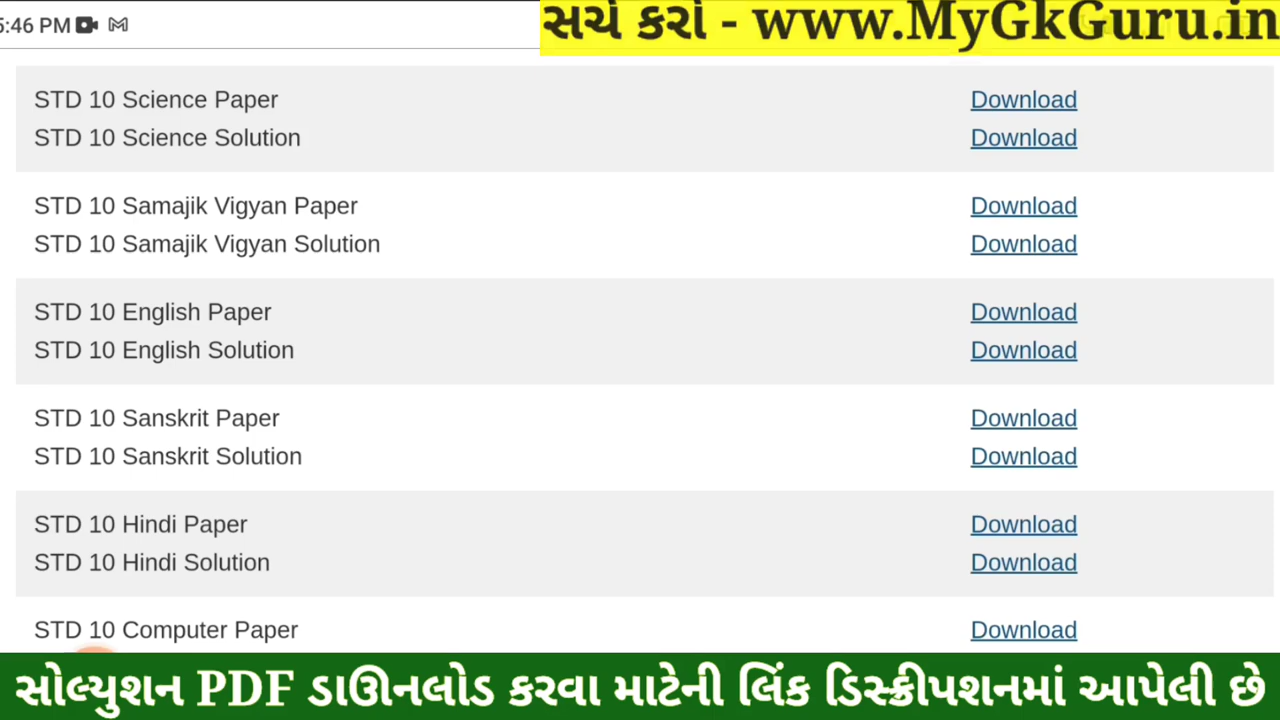 5:46 PM
સર્ચ કરો - www.MyGkGuru.in
STD 10 Science Paper Download
STD 10 Science Solution Download
STD 10 Samajik Vigyan Paper Download
STD 10 Samajik Vigyan Solution Download
STD 10 English Paper Download
STD 10 English Solution Download
STD 10 Sanskrit Paper Download
STD 10 Sanskrit Solution Download
STD 10 Hindi Paper Download
STD 10 Hindi Solution Download
STD 10 Computer Paper Download
સોલ્યુશન PDF ડાઊનલોડ કરવા માટેની લિંક ડિસ્ક્રીપશનમાં આપેલી છે